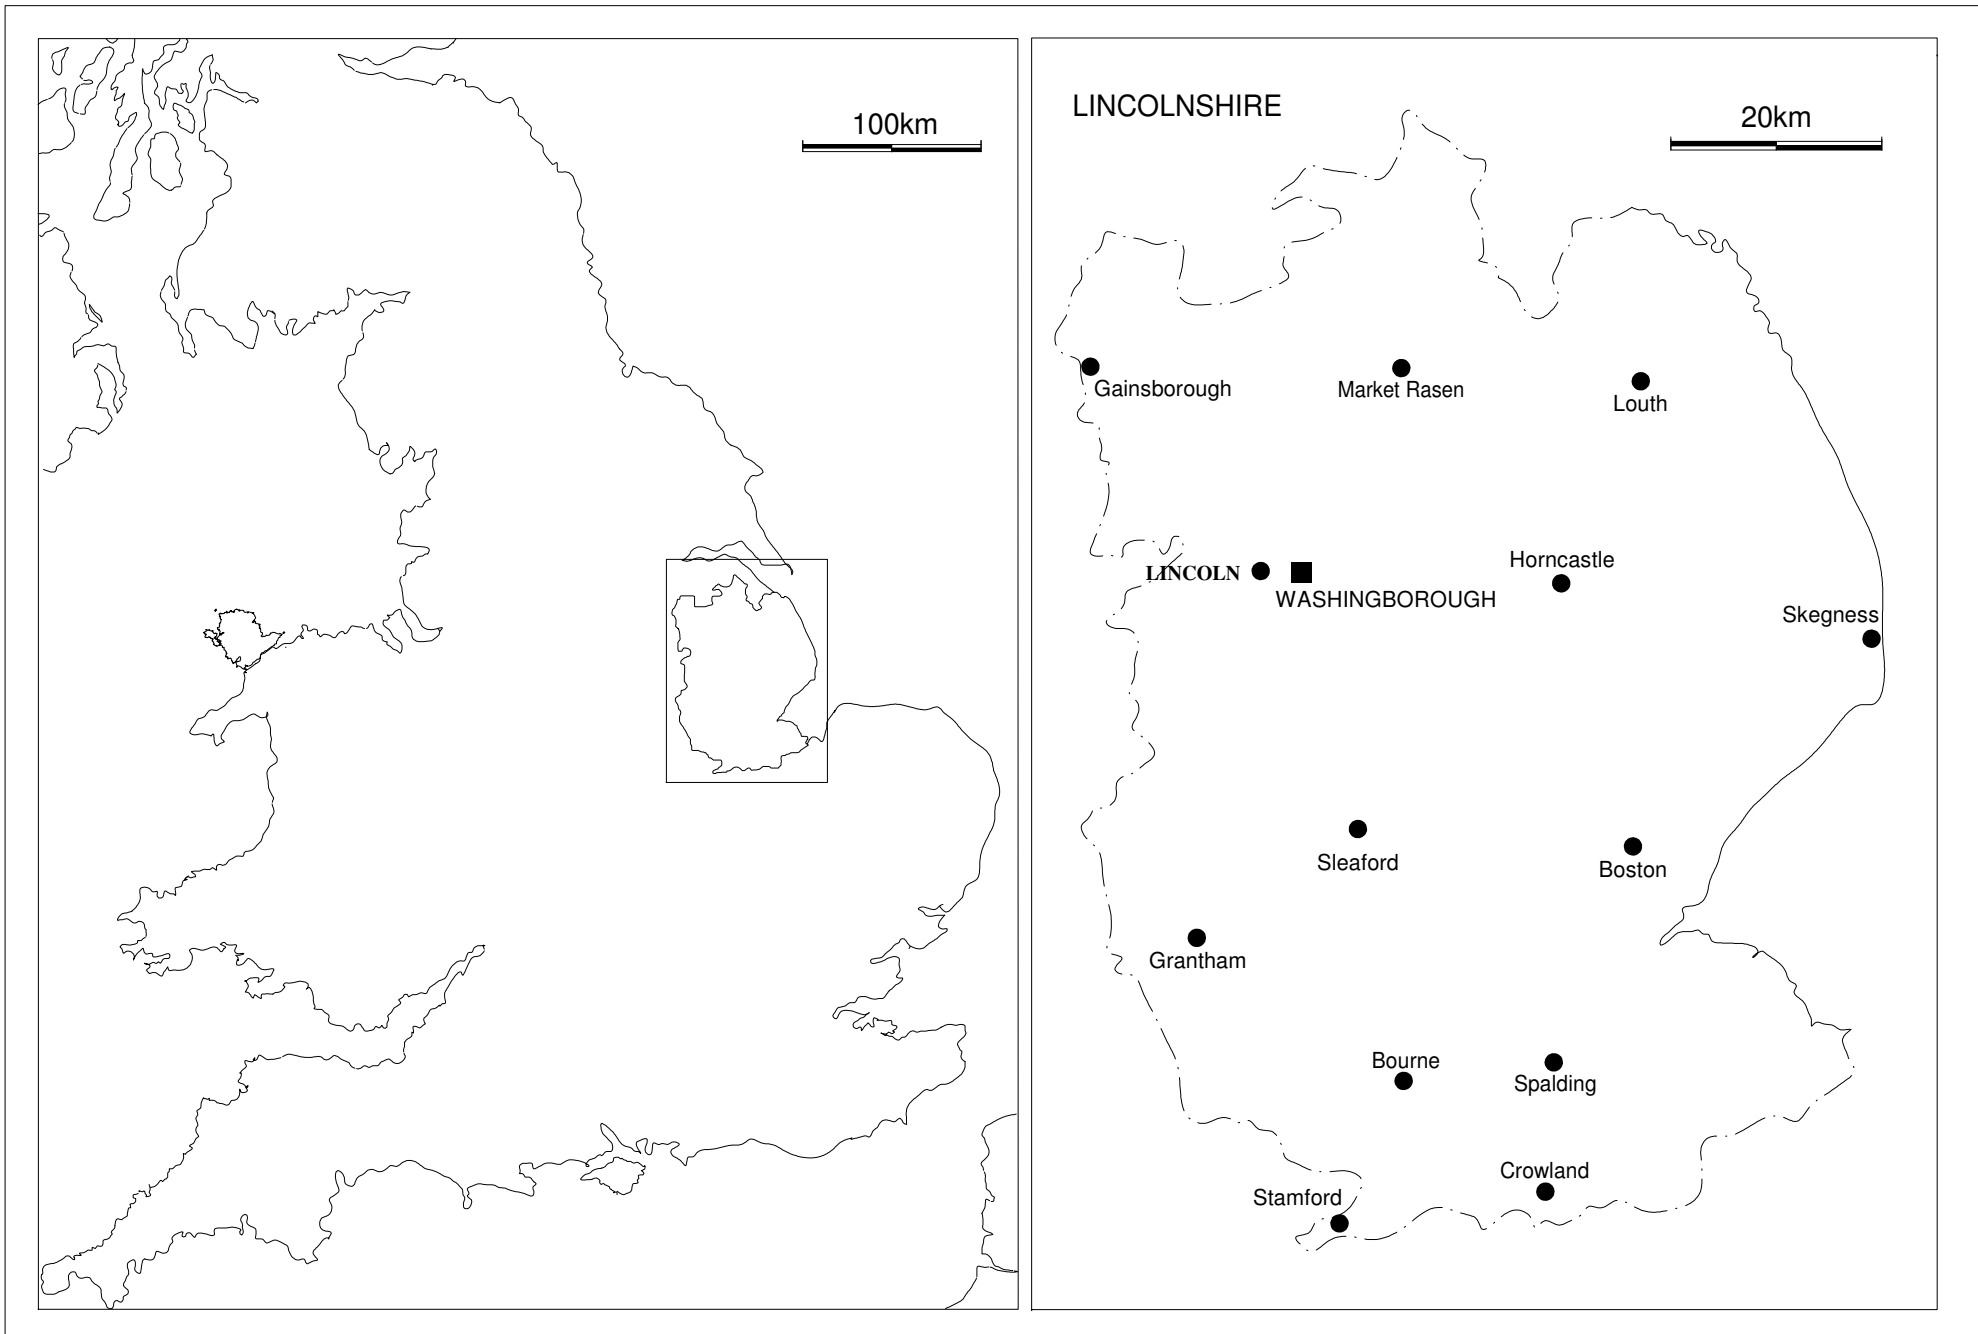 100km
LINCOLNSHIRE
20km
Gainsborough
Market Rasen
Louth
Horncastle
LINCOLN
WASHINGBOROUGH
Skegness
Sleaford
Boston
Grantham
Bourne
Spalding
Crowland
Stamford